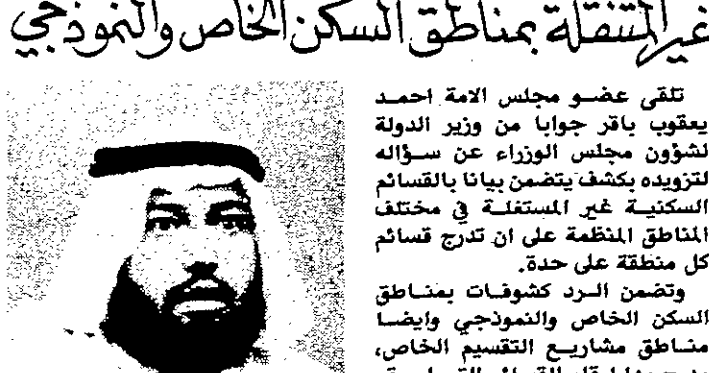 غير المستغلة بمناطق السكن الخاص والنموذجي
تلقى عضو مجلس الامة احمد
يعقوب باقر جوابا من وزير الدولة
لشؤون مجلس الوزراء عن سؤاله
لتزويده بكشف يتضمن بيانا بالقسائم
السكنية غير المستغلة في مختلف
المناطق المنظمة على ان تدرج قسائم
كل منطقة على حدة.
وتضمن الرد كشوفات بمناطق
السكن الخاص والنموذجي وايضا
مناطق مشاريع التقسيم الخاص،